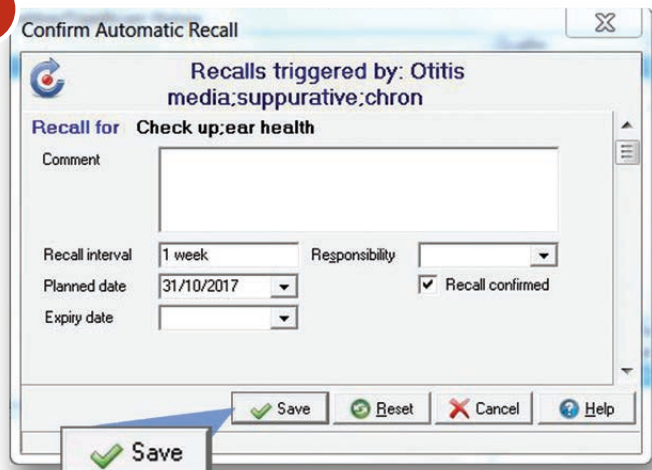 Confirm Automatic Recall
Recalls triggered by: Otitis
media;suppurative;chron
Recall for Check up;ear health
Comment
Recall interval 1 week Responsibility
Planned date 31/10/2017 Recall confirmed
Expiry date
Save Reset Cancel Help
Save